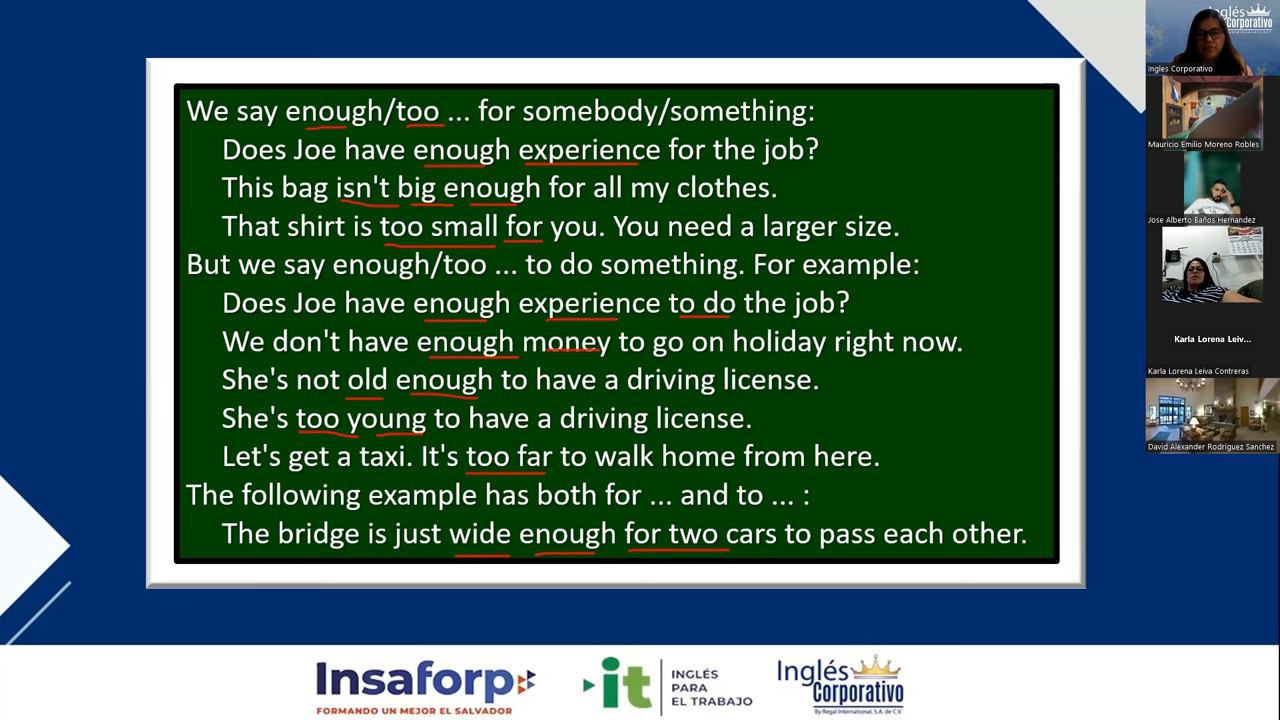 We say enough/too ... for somebody/something:
Does Joe have enough experience for the job?
This bag isn't big enough for all my clothes.
That shirt is too small for you. You need a larger size.
But we say enough/too ... to do something. For example:
Does Joe have enough experience to do the job?
We don't have enough money to go on holiday right now.
She's not old enough to have a driving license.
She's too young to have a driving license.
Let's get a taxi. It's too far to walk home from here.
The following example has both for ... and to ... :
The bridge is just wide enough for two cars to pass each other.
Insaforp
FORMANDO UN MEJOR EL SALVADOR
it
INGLÉS
PARA
EL TRABAJO
Inglés
Corporativo
By Regal International, S.A. de C.V.
Inglés
Corporativo
Ingles Corporativo
Mauricio Emilio Moreno Robles
Jose Alberto Baños Hernandez
Karla Lorena Leiv...
Karla Lorena Leiva Contreras
David Alexander Rodriguez Sanchez